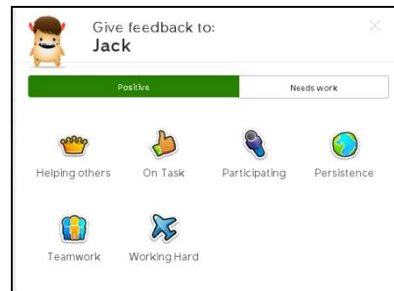 Give feedback to:
Jack
Positive Needs work
Helping others On Task Participating Persistence
Teamwork Working Hard